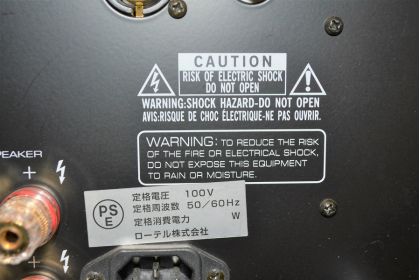 CAUTION
RISK OF ELECTRIC SHOCK
DO NOT OPEN
WARNING:SHOCK HAZARD-DO NOT OPEN
AVIS:RISQUE DE CHOC ÉLECTRIQUE-NE PAS OUVRIR.
WARNING: TO REDUCE THE RISK
OF THE FIRE OR ELECTRICAL SHOCK,
DO NOT EXPOSE THIS EQUIPMENT
TO RAIN OR MOISTURE.
PEAKER
PS
E
定格電圧 100V
定格周波数 50/60Hz
定格消費電力 W
ローテル株式会社